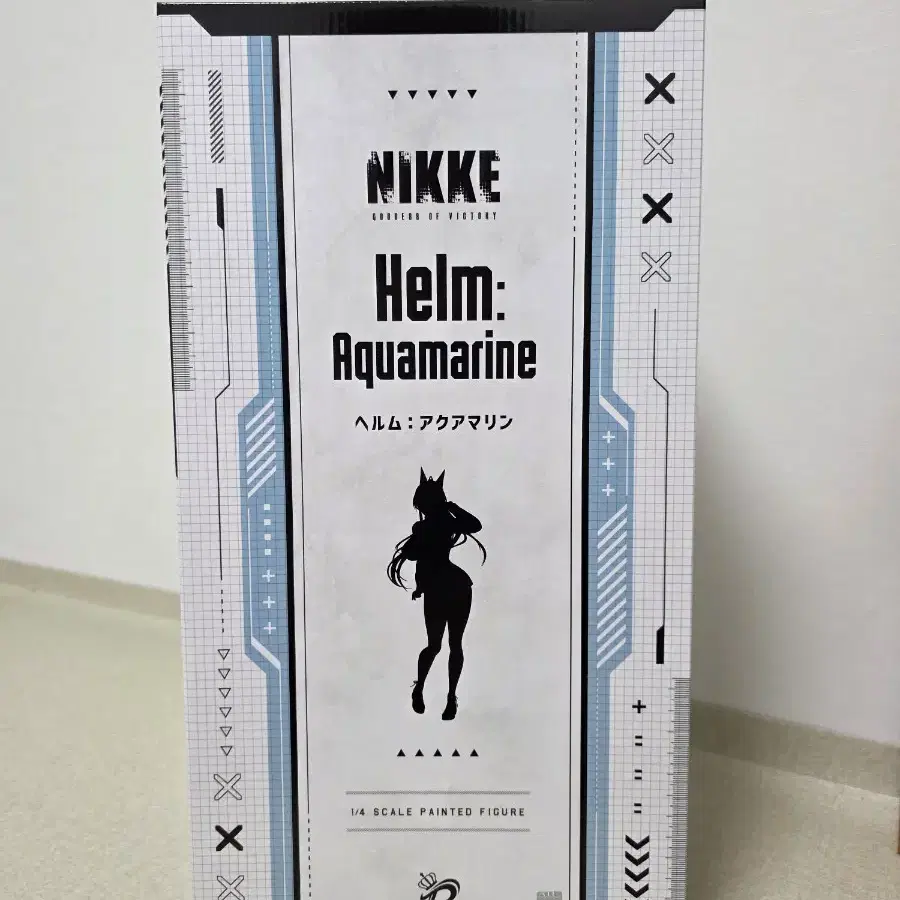 NIKKE
GODDESS OF VICTORY
Helm:
Aquamarine
ヘルム：アクアマリン
1/4 SCALE PAINTED FIGURE